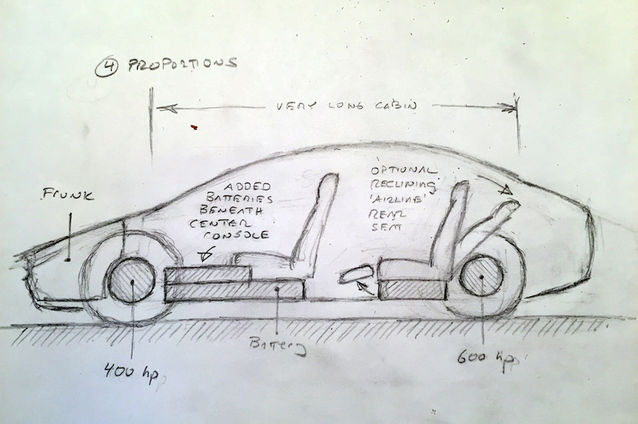 ④ PROPORTIONS
VERY LONG CABIN
FRUNK
ADDED
BATTERIES
BENEATH
CENTER
CONSOLE
OPTIONAL
RECLINING
'AIRLINE'
REAR
SEAT
Battery
400 hp
600 hp